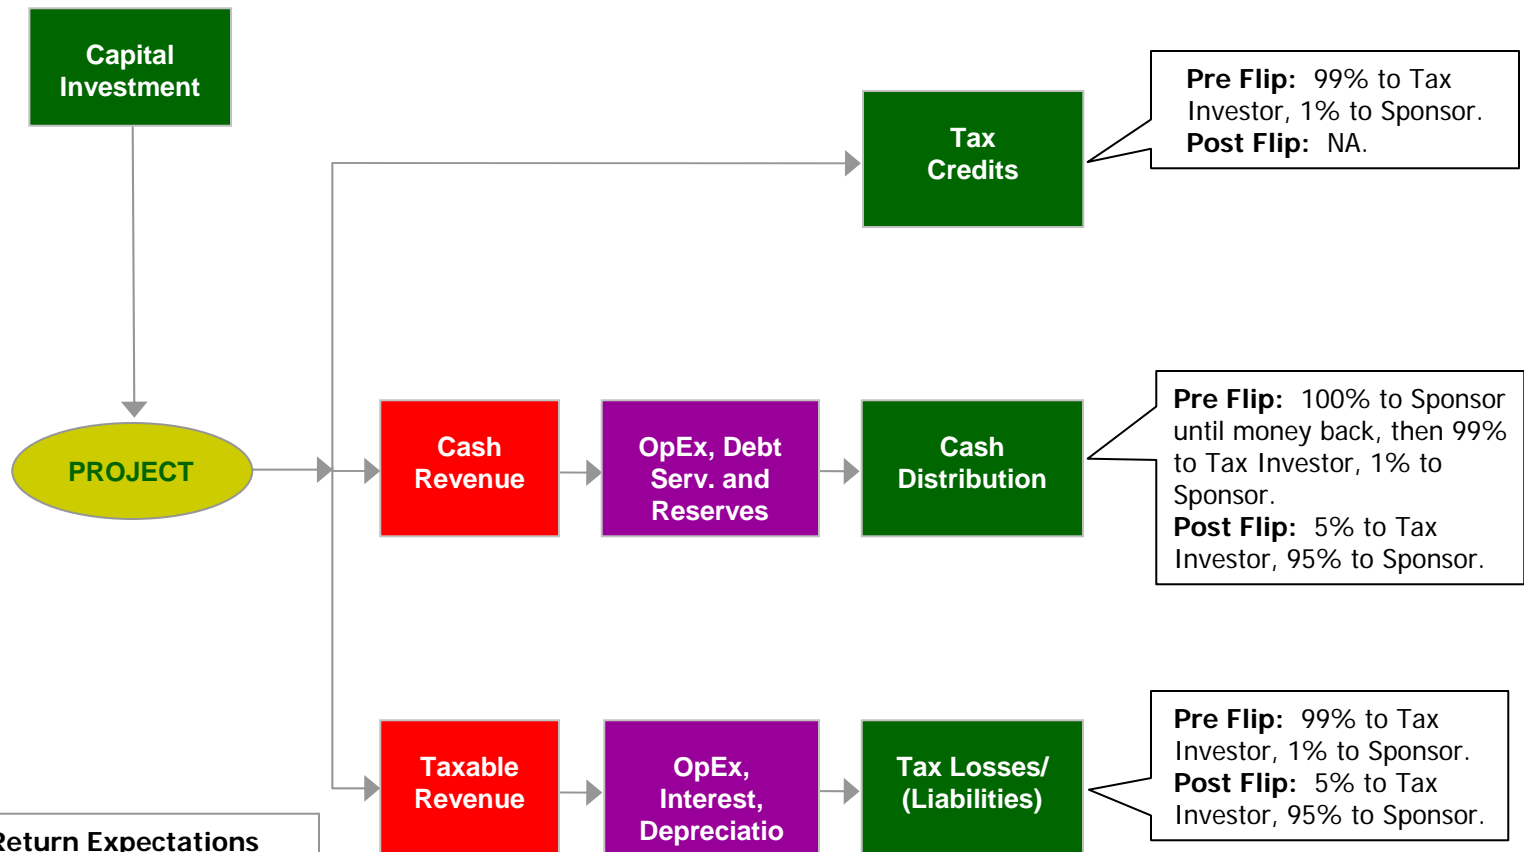 Capital
Investment
Tax
Credits
Pre Flip: 99% to Tax
Investor, 1% to Sponsor.
Post Flip: NA.
PROJECT
Cash
Revenue
OpEx, Debt
Serv. and
Reserves
Cash
Distribution
Pre Flip: 100% to Sponsor
until money back, then 99%
to Tax Investor, 1% to
Sponsor.
Post Flip: 5% to Tax
Investor, 95% to Sponsor.
Taxable
Revenue
OpEx,
Interest,
Depreciatio
Tax Losses/
(Liabilities)
Pre Flip: 99% to Tax
Investor, 1% to Sponsor.
Post Flip: 5% to Tax
Investor, 95% to Sponsor.
Return Expectations